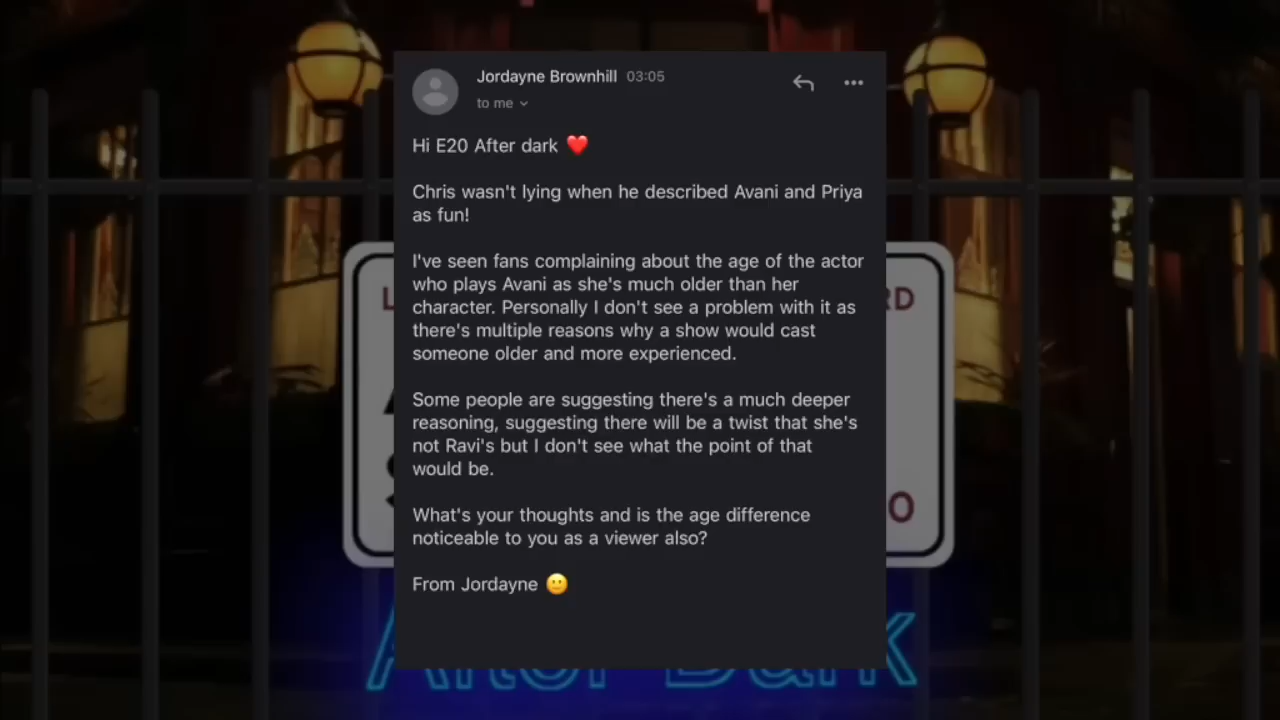 Jordayne Brownhill 03:05
to me
Hi E20 After dark ❤️
Chris wasn't lying when he described Avani and Priya
as fun!
I've seen fans complaining about the age of the actor
who plays Avani as she's much older than her
character. Personally I don't see a problem with it as
there's multiple reasons why a show would cast
someone older and more experienced.
Some people are suggesting there's a much deeper
reasoning, suggesting there will be a twist that she's
not Ravi's but I don't see what the point of that
would be.
What's your thoughts and is the age difference
noticeable to you as a viewer also?
From Jordayne 🙂
After Dark